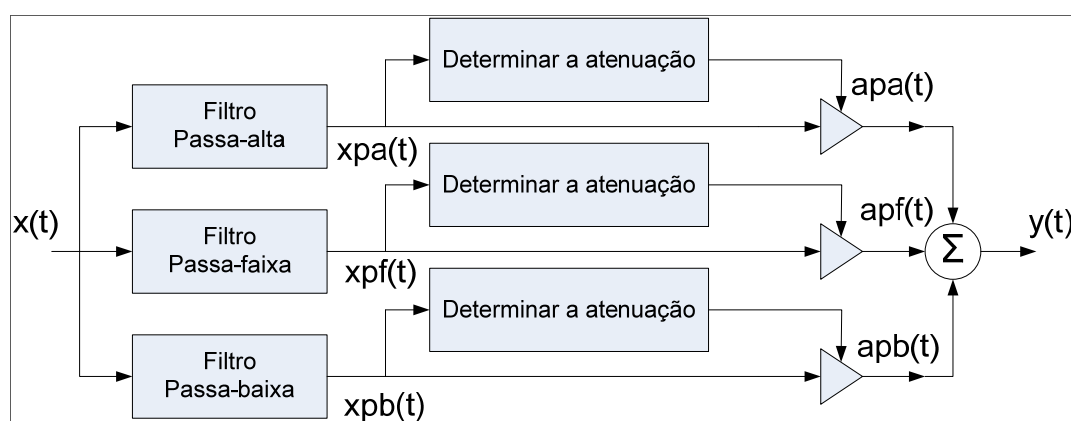 Determinar a atenuação
apa(t)
Filtro
Passa-alta
xpa(t)
Determinar a atenuação
x(t)
Filtro
Passa-faixa
xpf(t)
apf(t)
Σ
y(t)
Determinar a atenuação
Filtro
Passa-baixa
xpb(t)
apb(t)